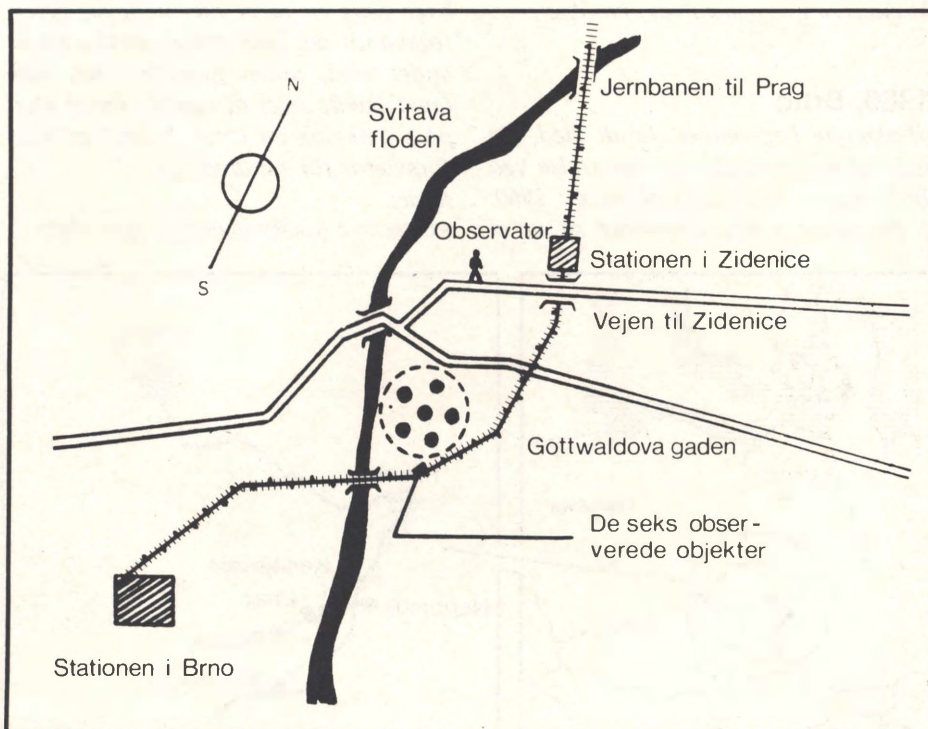 Jernbanen til Prag
N
Svitava
floden
Observatør
Stationen i Zidenice
S
Vejen til Zidenice
Gottwaldova gaden
De seks obser-
verede objekter
Stationen i Brno